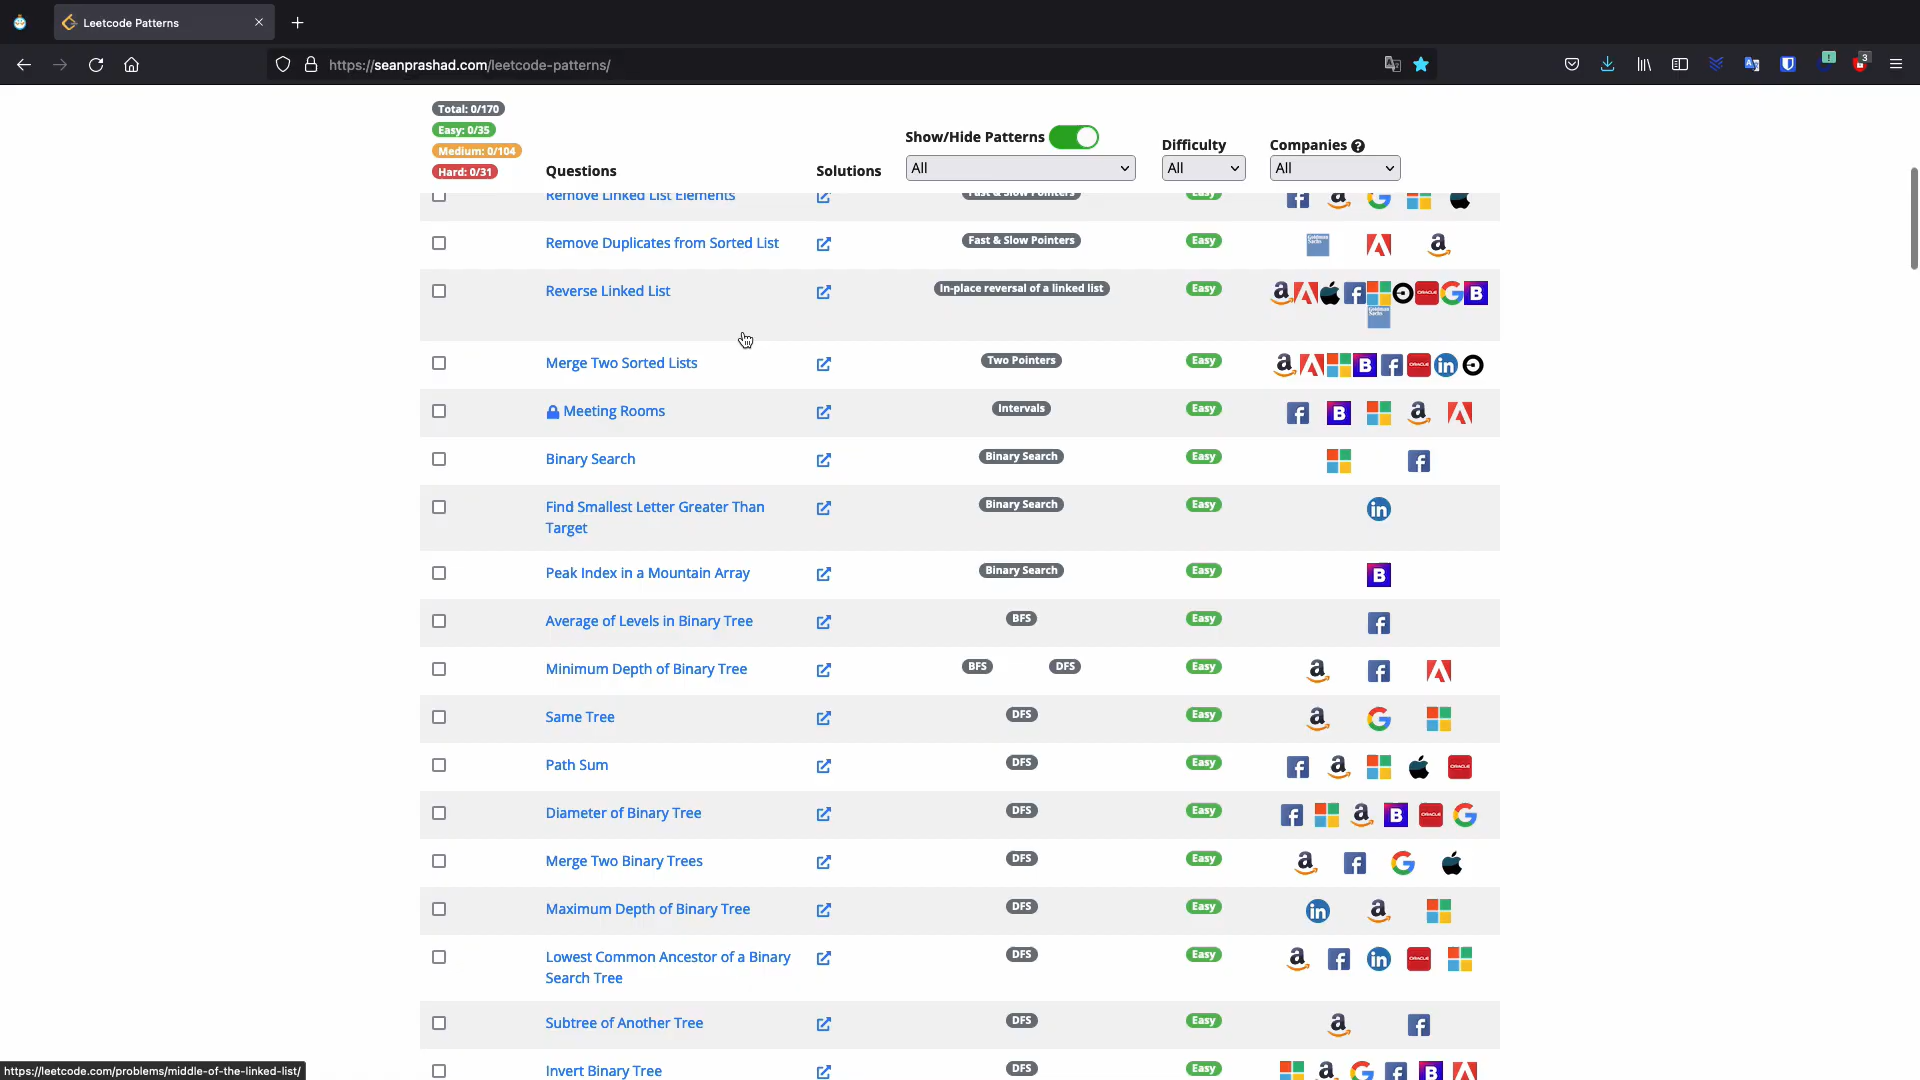 Leetcode Patterns
https://seanprashad.com/leetcode-patterns/
3
Total: 0/170
Easy: 0/35
Medium: 0/104
Hard: 0/31
Questions
Solutions
Show/Hide Patterns
All
Difficulty
All
Companies ?
All
Remove Linked List Elements Fast & Slow Pointers Easy
Remove Duplicates from Sorted List Fast & Slow Pointers Easy
Reverse Linked List In-place reversal of a linked list Easy
Merge Two Sorted Lists Two Pointers Easy
Meeting Rooms Intervals Easy
Binary Search Binary Search Easy
Find Smallest Letter Greater Than Binary Search Easy
Target
Peak Index in a Mountain Array Binary Search Easy
Average of Levels in Binary Tree BFS Easy
Minimum Depth of Binary Tree BFS DFS Easy
Same Tree DFS Easy
Path Sum DFS Easy
Diameter of Binary Tree DFS Easy
Merge Two Binary Trees DFS Easy
Maximum Depth of Binary Tree DFS Easy
Lowest Common Ancestor of a Binary DFS Easy
Search Tree
Subtree of Another Tree DFS Easy
Invert Binary Tree DFS Easy
https://leetcode.com/problems/middle-of-the-linked-list/